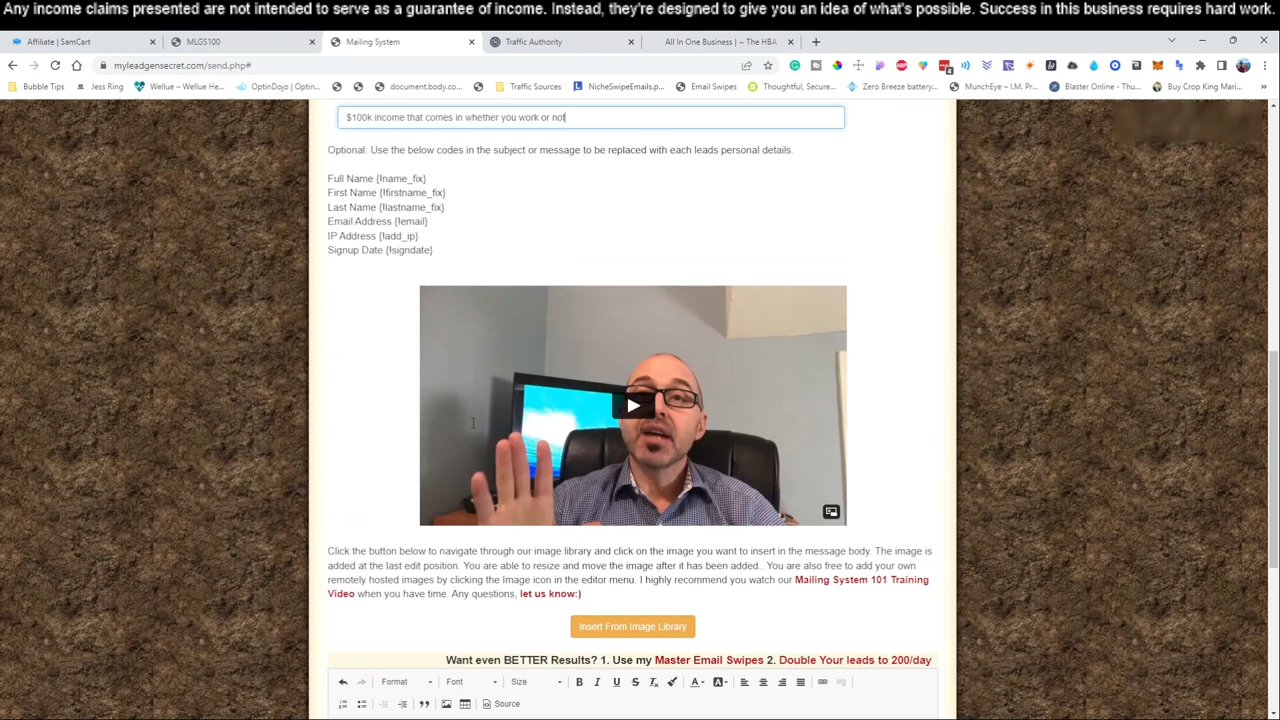 Any income claims presented are not intended to serve as a guarantee of income. Instead, they're designed to give you an idea of what's possible. Success in this business requires hard work.
Affiliate | SamCart
MLGS100
Mailing System
Traffic Authority
All In One Business | ~ The HBA
myleadgensecret.com/send.php#
Bubble Tips
Jess Ring
Wellue – Wellue He...
OptinDojo – Optin...
document.body.co...
Traffic Sources
NicheSwipeEmails.p...
Email Swipes
Thoughtful, Secure...
Zero Breeze battery...
MunchEye – I.M. Pr...
Blaster Online - Thu...
Buy Crop King Mari...
$100k income that comes in whether you work or not
Optional: Use the below codes in the subject or message to be replaced with each leads personal details.
Full Name {!name_fix}
First Name {!firstname_fix}
Last Name {!lastname_fix}
Email Address {!email}
IP Address {!add_ip}
Signup Date {!signdate}
Click the button below to navigate through our image library and click on the image you want to insert in the message body. The image is
added at the last edit position. You are able to resize and move the image after it has been added.. You are also free to add your own
remotely hosted images by clicking the Image icon in the editor menu. I highly recommend you watch our Mailing System 101 Training
Video when you have time. Any questions, let us know:)
Insert From Image Library
Want even BETTER Results? 1. Use my Master Email Swipes 2. Double Your leads to 200/day
Format
Font
Size
B I U S
Source